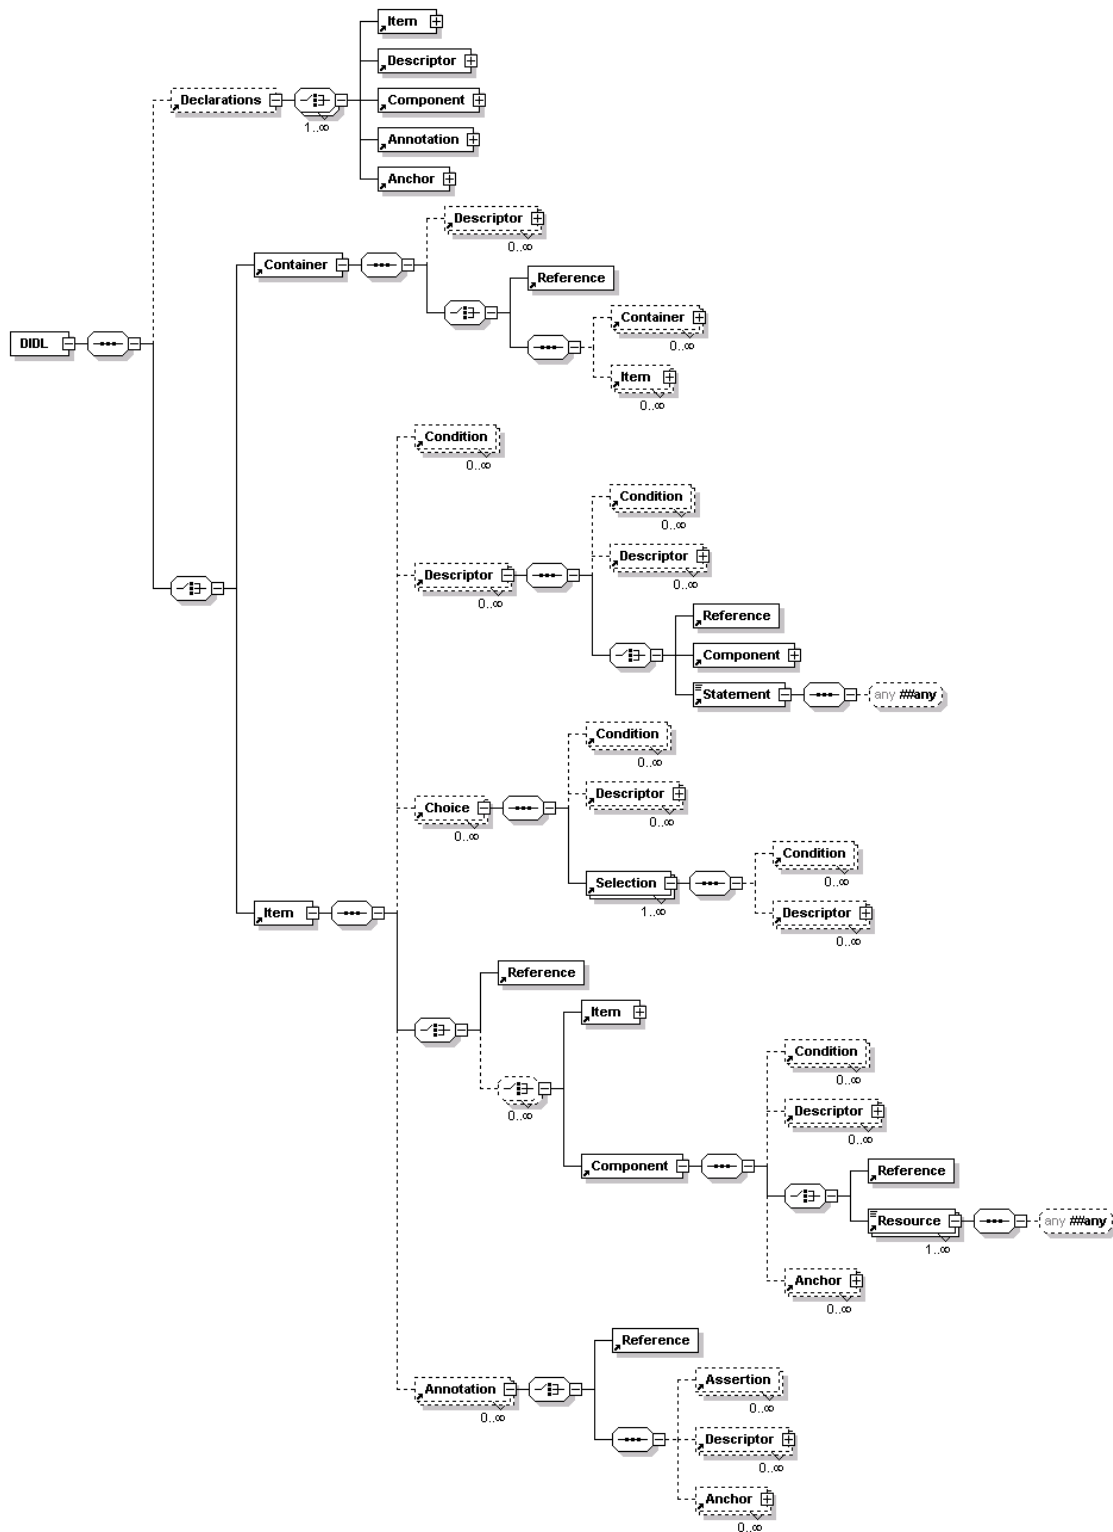 Item
Descriptor
Declarations
Component
1..∞
Annotation
Anchor
Descriptor
0..∞
Container
Reference
Container
0..∞
DIDL
Item
0..∞
Condition
0..∞
Condition
0..∞
Descriptor
0..∞
Descriptor
0..∞
Reference
Component
Statement
any ##any
Condition
0..∞
Descriptor
0..∞
Choice
0..∞
Condition
0..∞
Selection
1..∞
Descriptor
0..∞
Item
Reference
Item
Condition
0..∞
0..∞
Descriptor
0..∞
Component
Reference
Resource
any ##any
1..∞
Anchor
0..∞
Reference
Assertion
0..∞
Annotation
0..∞
Descriptor
0..∞
Anchor
0..∞